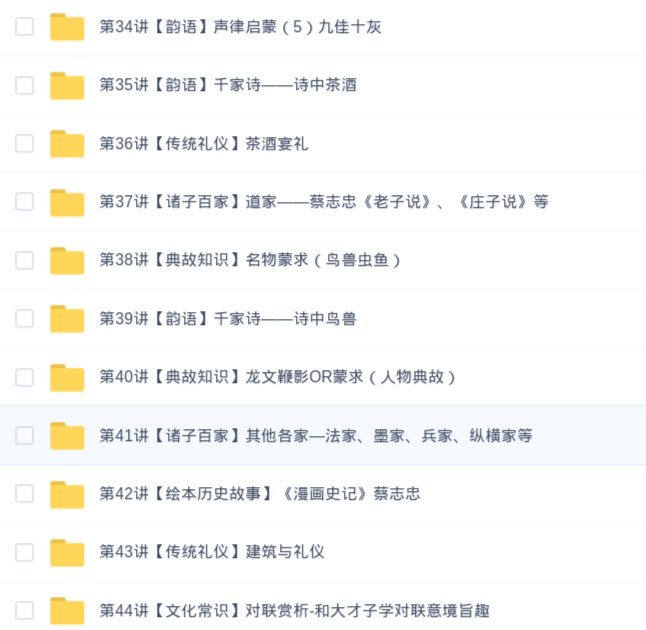 第34讲【韵语】声律启蒙（5）九佳十灰
第35讲【韵语】千家诗——诗中茶酒
第36讲【传统礼仪】茶酒宴礼
第37讲【诸子百家】道家——蔡志忠《老子说》、《庄子说》等
第38讲【典故知识】名物蒙求（鸟兽虫鱼）
第39讲【韵语】千家诗——诗中鸟兽
第40讲【典故知识】龙文鞭影OR蒙求（人物典故）
第41讲【诸子百家】其他各家—法家、墨家、兵家、纵横家等
第42讲【绘本历史故事】《漫画史记》蔡志忠
第43讲【传统礼仪】建筑与礼仪
第44讲【文化常识】对联赏析-和大才子学对联意境旨趣